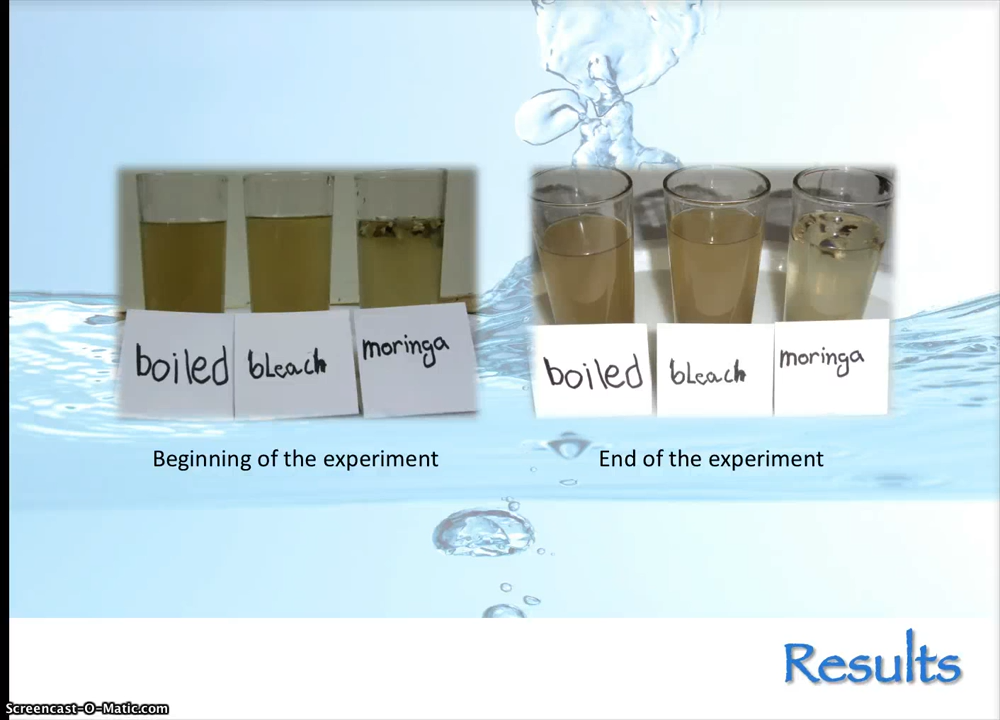 boiled
bLeach
moringa
boiled
bLeach
moringa
Beginning of the experiment
End of the experiment
Results
Screencast-O-Matic.com